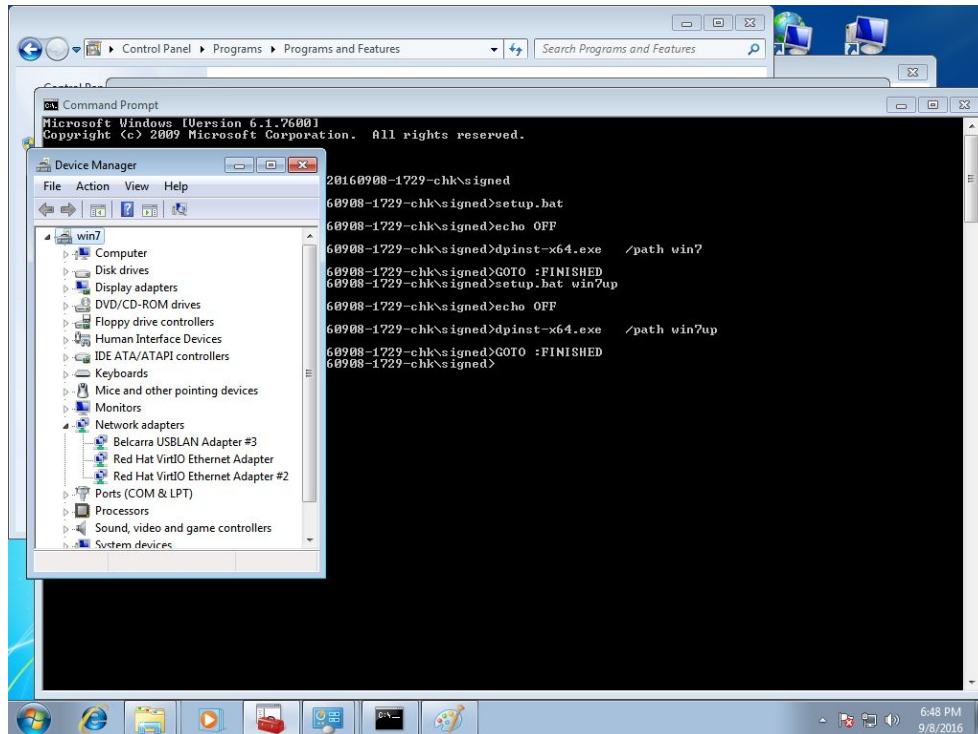 Control Panel ▸ Programs ▸ Programs and Features
Search Programs and Features
Command Prompt
Microsoft Windows [Version 6.1.7600]
Copyright (c) 2009 Microsoft Corporation. All rights reserved.
20160908-1729-chk\signed
60908-1729-chk\signed>setup.bat
60908-1729-chk\signed>echo OFF
60908-1729-chk\signed>dpinst-x64.exe /path win7
60908-1729-chk\signed>GOTO :FINISHED
60908-1729-chk\signed>setup.bat win7up
60908-1729-chk\signed>echo OFF
60908-1729-chk\signed>dpinst-x64.exe /path win7up
60908-1729-chk\signed>GOTO :FINISHED
60908-1729-chk\signed>
Device Manager
File Action View Help
win7
Computer
Disk drives
Display adapters
DVD/CD-ROM drives
Floppy drive controllers
Human Interface Devices
IDE ATA/ATAPI controllers
Keyboards
Mice and other pointing devices
Monitors
Network adapters
Belcarra USBLAN Adapter #3
Red Hat VirtIO Ethernet Adapter
Red Hat VirtIO Ethernet Adapter #2
Ports (COM & LPT)
Processors
Sound, video and game controllers
System devices
6:48 PM
9/8/2016